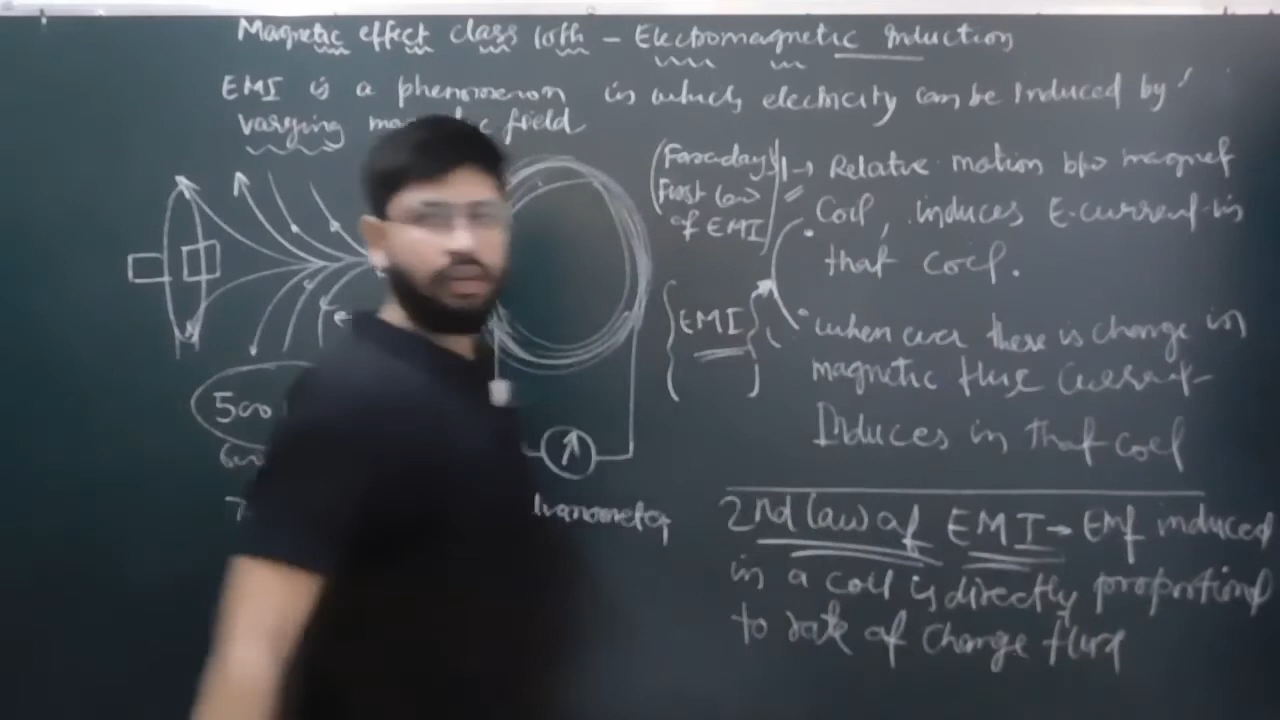 Magnetic effect class 10th - Electromagnetic Induction
EMI is a phenomenon in which electricity can be Induced by
varying field
(Faraday's
First law
of EMI)
1→ Relative motion b/w magnet
Coil, induces E.current in
that coil.
{EMI}
• when ever there is change in
magnetic flux Current
Induces in that coil
500
2nd law of EMI → EMf induced
in a coil is directly proportional
to rate of change flux